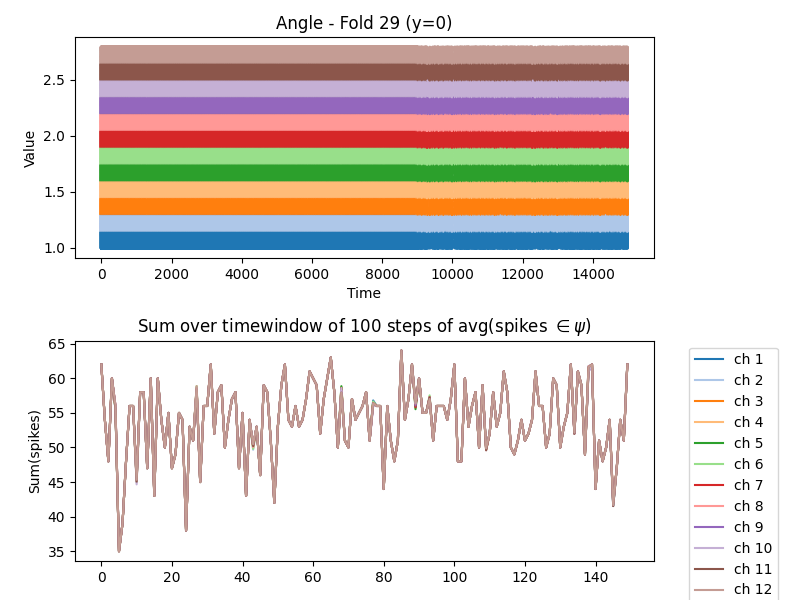 Angle - Fold 29 (y=0)
2.5
2.0
1.5
1.0
Value
0 2000 4000 6000 8000 10000 12000 14000
Time
Sum over timewindow of 100 steps of avg(spikes ∈ ψ)
65
60
55
50
45
40
35
Sum(spikes)
0 20 40 60 80 100 120 140
ch 1
ch 2
ch 3
ch 4
ch 5
ch 6
ch 7
ch 8
ch 9
ch 10
ch 11
ch 12